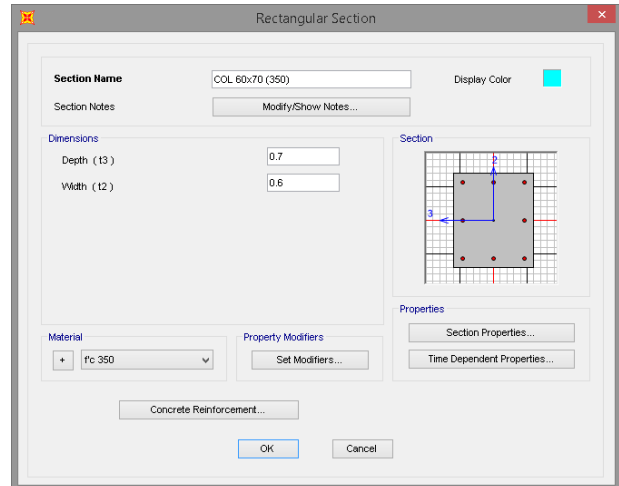 Rectangular Section
Section Name COL 60x70 (350) Display Color
Section Notes Modify/Show Notes...
Dimensions
Depth ( t3 ) 0.7
Width ( t2 ) 0.6
Section
2
3
Properties
Section Properties...
Time Dependent Properties...
Material
+ f'c 350
Property Modifiers
Set Modifiers...
Concrete Reinforcement...
OK Cancel